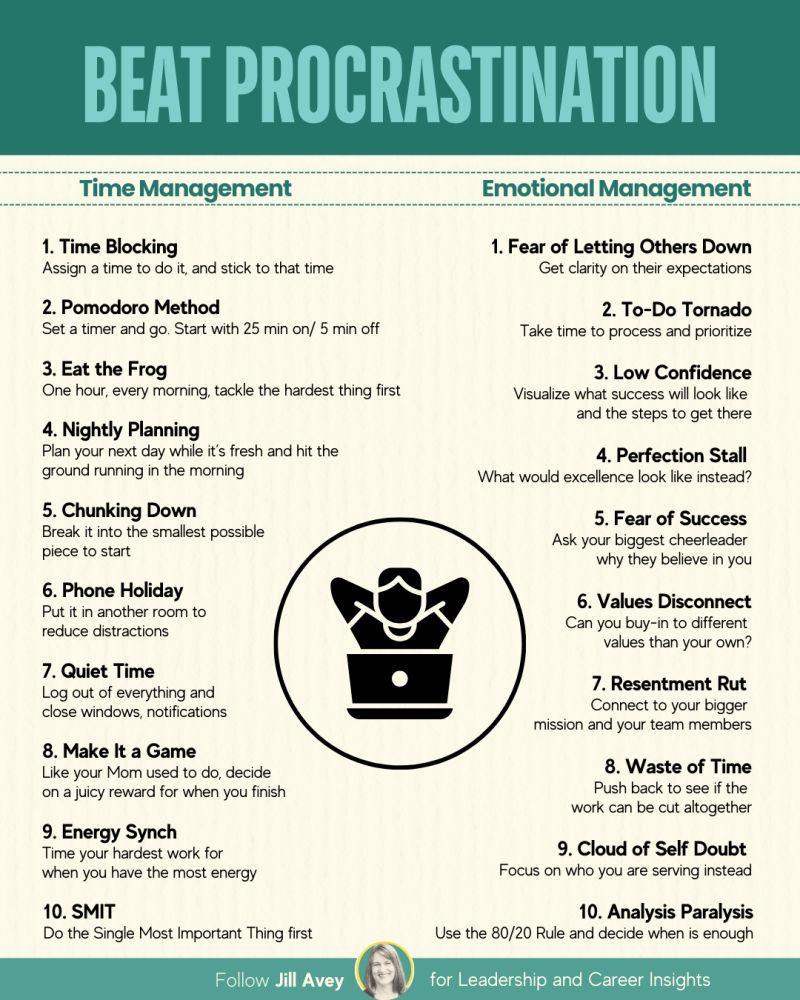 BEAT PROCRASTINATION
Time Management
1. Time Blocking
Assign a time to do it, and stick to that time
2. Pomodoro Method
Set a timer and go. Start with 25 min on/ 5 min off
3. Eat the Frog
One hour, every morning, tackle the hardest thing first
4. Nightly Planning
Plan your next day while it's fresh and hit the
ground running in the morning
5. Chunking Down
Break it into the smallest possible
piece to start
6. Phone Holiday
Put it in another room to
reduce distractions
7. Quiet Time
Log out of everything and
close windows, notifications
8. Make It a Game
Like your Mom used to do, decide
on a juicy reward for when you finish
9. Energy Synch
Time your hardest work for
when you have the most energy
10. SMIT
Do the Single Most Important Thing first
Emotional Management
1. Fear of Letting Others Down
Get clarity on their expectations
2. To-Do Tornado
Take time to process and prioritize
3. Low Confidence
Visualize what success will look like
and the steps to get there
4. Perfection Stall
What would excellence look like instead?
5. Fear of Success
Ask your biggest cheerleader
why they believe in you
6. Values Disconnect
Can you buy-in to different
values than your own?
7. Resentment Rut
Connect to your bigger
mission and your team members
8. Waste of Time
Push back to see if the
work can be cut altogether
9. Cloud of Self Doubt
Focus on who you are serving instead
10. Analysis Paralysis
Use the 80/20 Rule and decide when is enough
Follow Jill Avey for Leadership and Career Insights